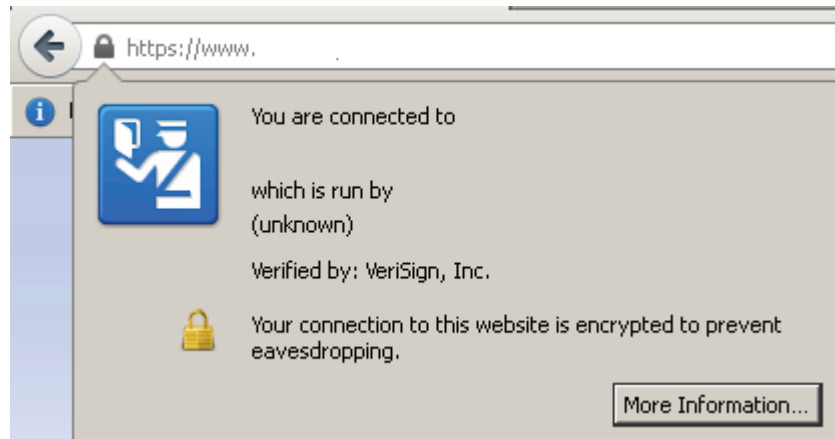 https://www.
You are connected to
which is run by
(unknown)
Verified by: VeriSign, Inc.
Your connection to this website is encrypted to prevent
eavesdropping.
More Information...